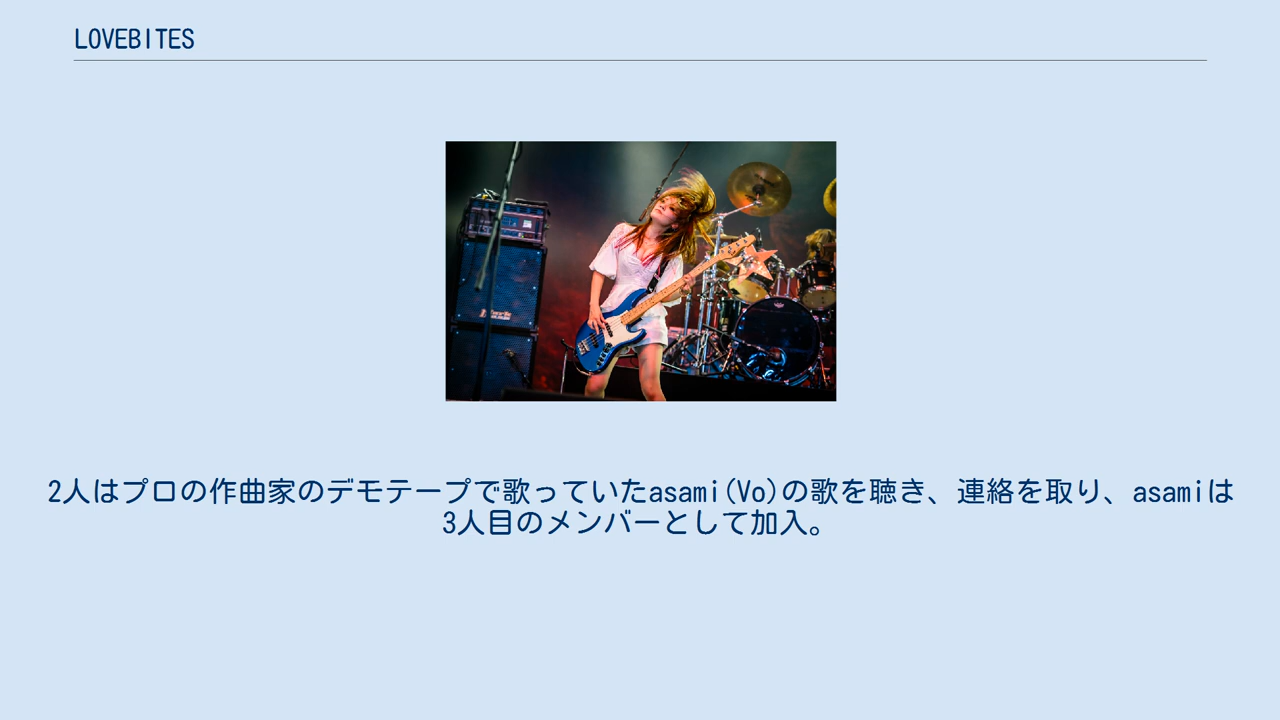 LOVEBITES
2人はプロの作曲家のデモテープで歌っていたasami(Vo)の歌を聴き、連絡を取り、asamiは
3人目のメンバーとして加入。